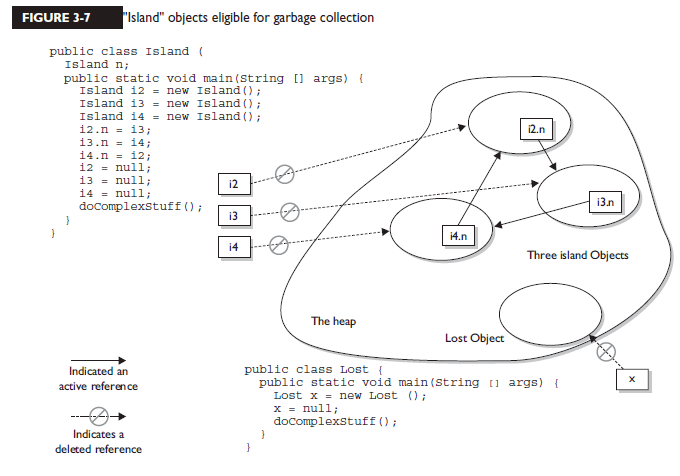 FIGURE 3-7 "Island" objects eligible for garbage collection
public class Island (
Island n;
public static void main(String [] args) {
Island i2 = new Island();
Island i3 = new Island();
Island i4 = new Island();
i2.n = i3;
i3.n = i4;
i4.n = i2;
i2 = null;
i3 = null;
i4 = null;
doComplexStuff();
}
}
i2
i3
i4
i2.n
i3.n
i4.n
Three island Objects
The heap
Lost Object
x
Indicated an
active reference
Indicates a
deleted reference
public class Lost {
public static void main(String [] args) {
Lost x = new Lost ();
x = null;
doComplexStuff();
}
}